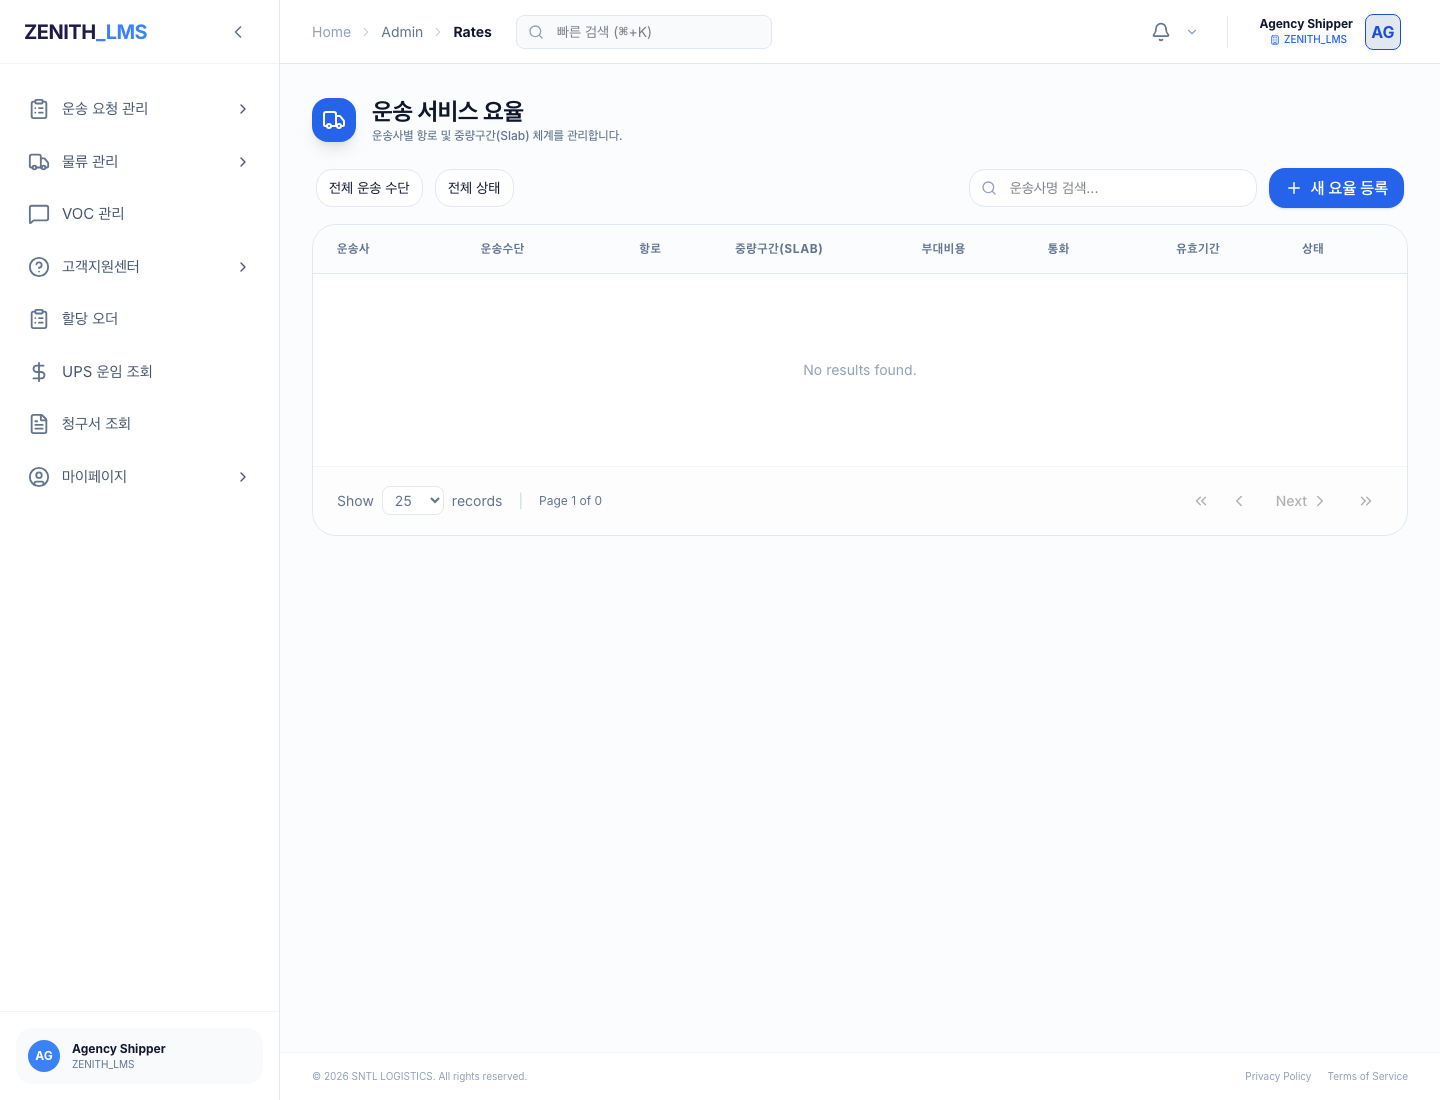 ZENITH_LMS
운송 요청 관리
물류 관리
VOC 관리
고객지원센터
할당 오더
UPS 운임 조회
청구서 조회
마이페이지
AG
Agency Shipper
ZENITH_LMS
Home
Admin
Rates
빠른 검색 (⌘+K)
Agency Shipper
ZENITH_LMS
AG
운송 서비스 요율
운송사별 항로 및 중량구간(Slab) 체계를 관리합니다.
전체 운송 수단
전체 상태
운송사명 검색...
새 요율 등록
운송사 운송수단 항로 중량구간(SLAB) 부대비용 통화 유효기간 상태
No results found.
Show 25 records | Page 1 of 0
Next
© 2026 SNTL LOGISTICS. All rights reserved.
Privacy Policy Terms of Service